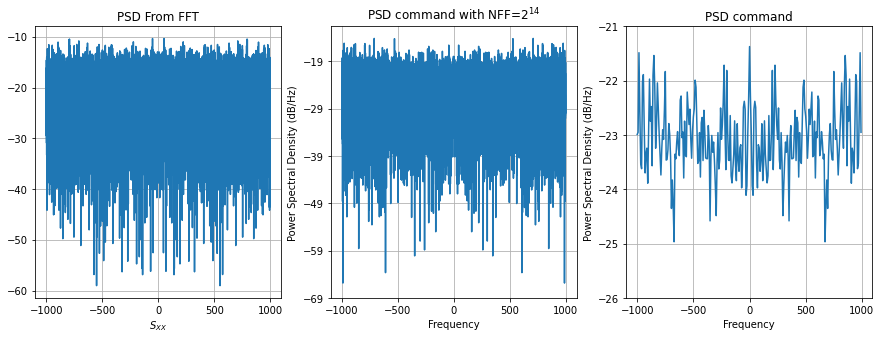 PSD From FFT
−10
−20
−30
−40
−50
−60
−1000 −500 0 500 1000
$S_{xx}$
PSD command with NFF=2^{14}
Power Spectral Density (dB/Hz)
−19
−29
−39
−49
−59
−69
−1000 −500 0 500 1000
Frequency
PSD command
Power Spectral Density (dB/Hz)
−21
−22
−23
−24
−25
−26
−1000 −500 0 500 1000
Frequency